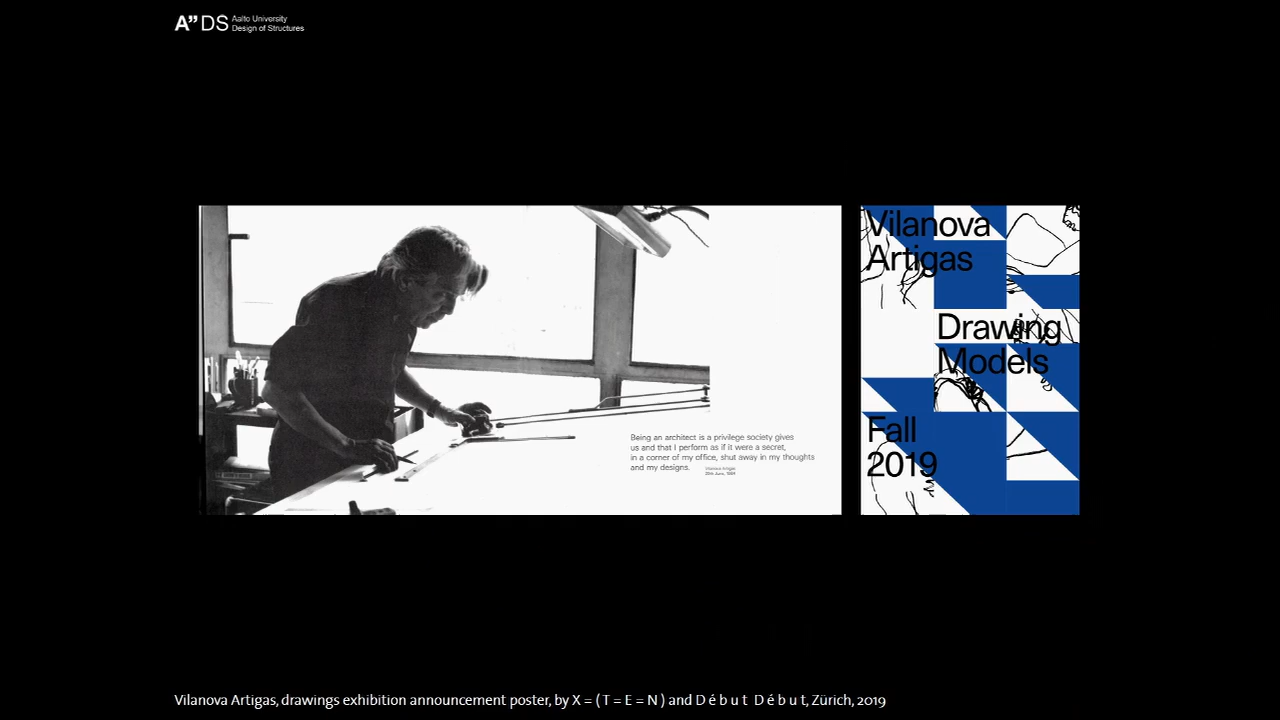 A” DS Aalto University
Design of Structures
Being an architect is a privilege society gives
us and that I perform as if it were a secret,
in a corner of my office, shut away in my thoughts
and my designs.
Vilanova Artigas
Vilanova
Artigas
Drawing
Models
Fall
2019
Vilanova Artigas, drawings exhibition announcement poster, by X = ( T = E = N ) and D é b u t D é b u t, Zürich, 2019